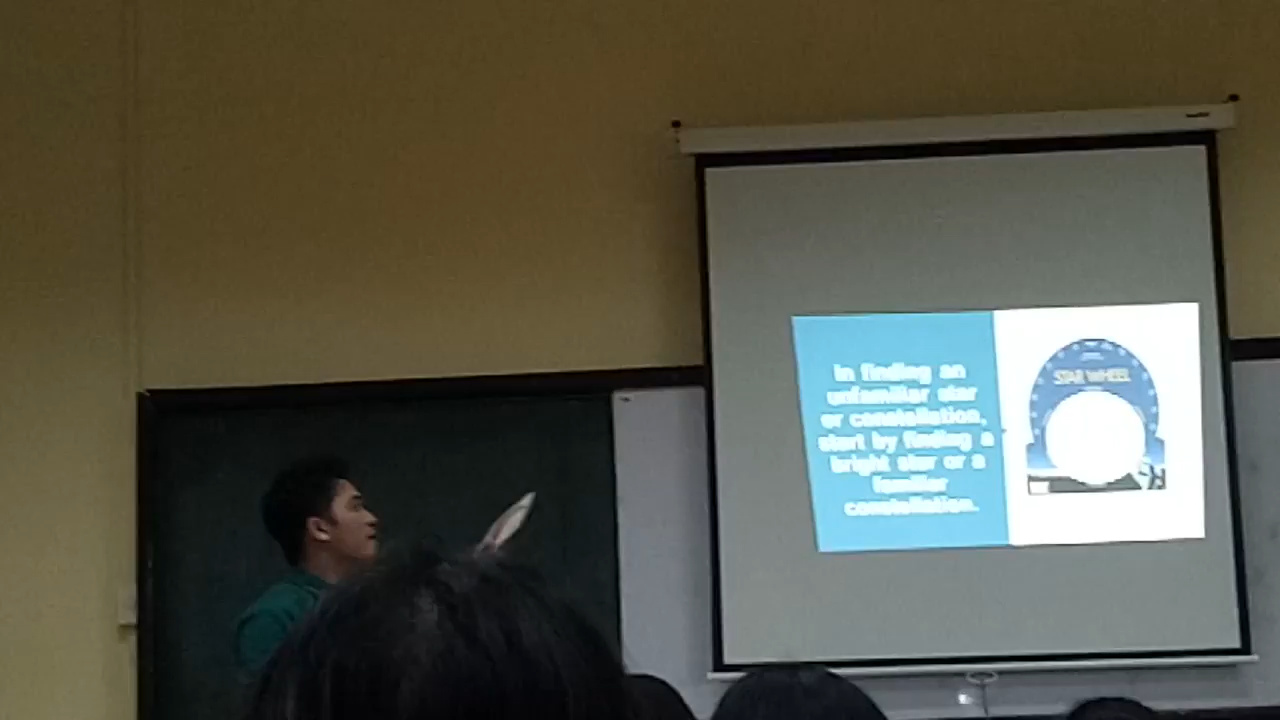 In finding an
unfamiliar star
or constellation,
start by finding a
bright star or a
familiar
constellation.
STAR WHEEL